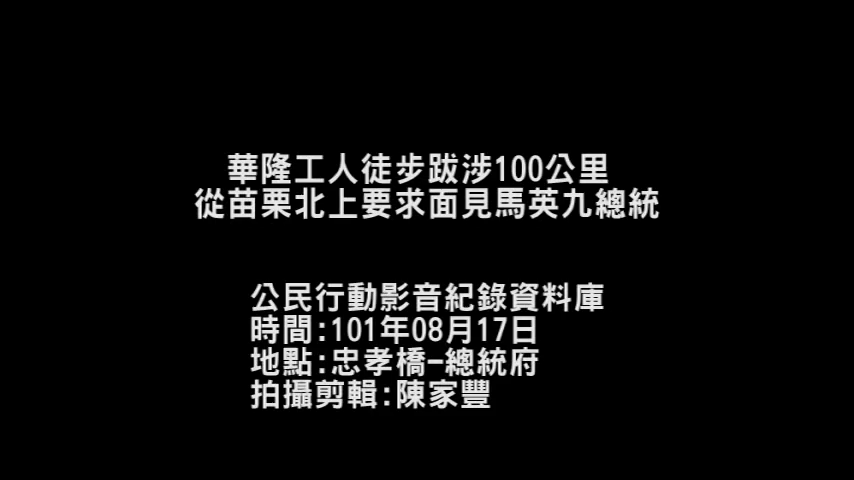 華隆工人徒步跋涉100公里
從苗栗北上要求面見馬英九總統
公民行動影音紀錄資料庫
時間:101年08月17日
地點:忠孝橋-總統府
拍攝剪輯:陳家豐